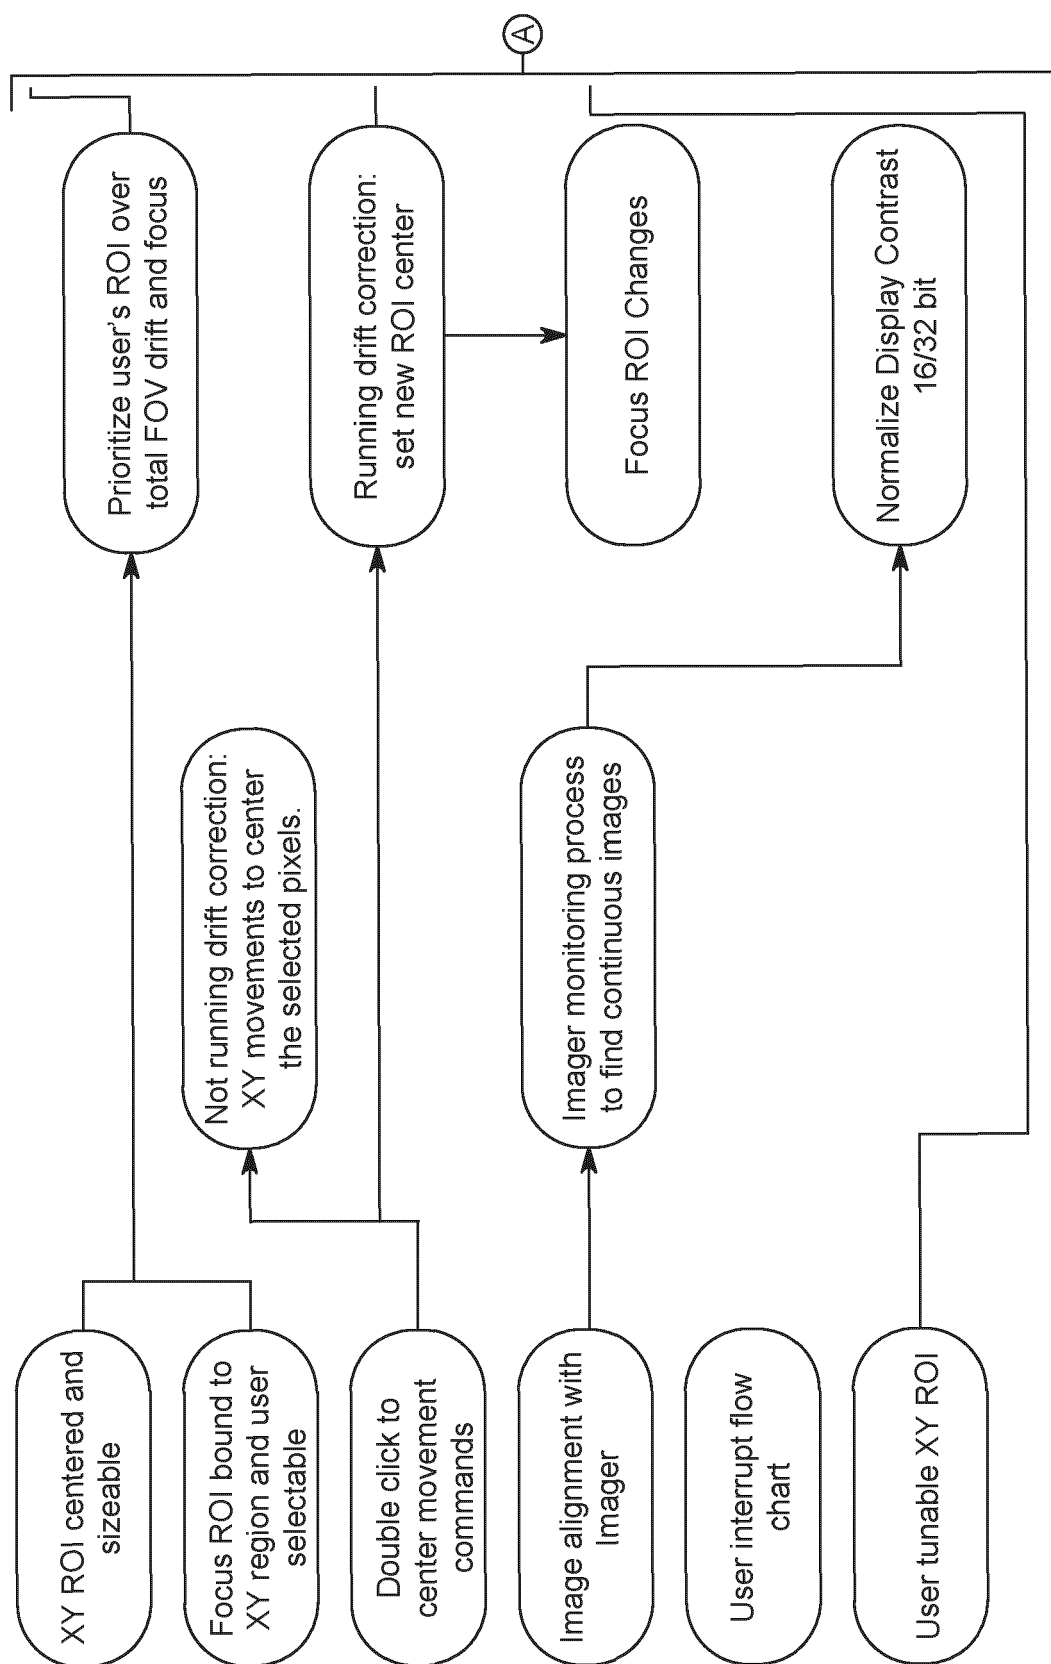 XY ROI centered and
sizeable
Focus ROI bound to
XY region and user
selectable
Double click to
center movement
commands
Image alignment with
Imager
User interrupt flow
chart
User tunable XY ROI
Not running drift correction:
XY movements to center
the selected pixels.
Imager monitoring process
to find continuous images
Prioritize user's ROI over
total FOV drift and focus
Running drift correction:
set new ROI center
Focus ROI Changes
Normalize Display Contrast
16/32 bit
A